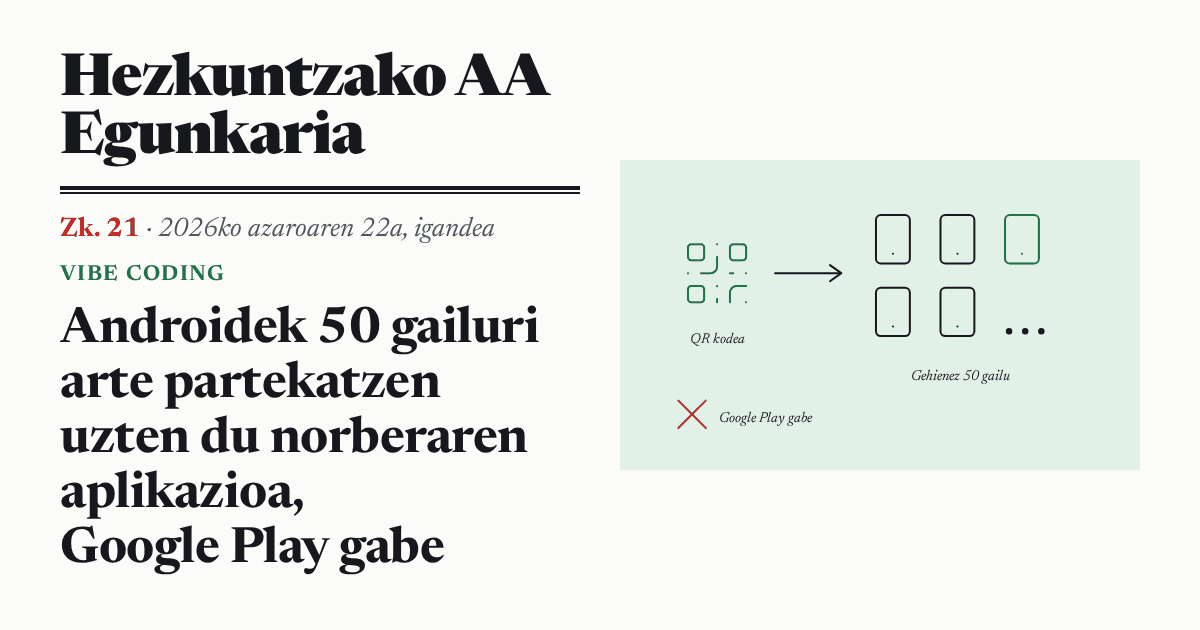 Hezkuntzako AA
Egunkaria
Zk. 21 · 2026ko azaroaren 22a, igandea
VIBE CODING
Androidek 50 gailuri
arte partekatzen
uzten du norberaren
aplikazioa,
Google Play gabe
QR kodea
Gehienez 50 gailu
Google Play gabe